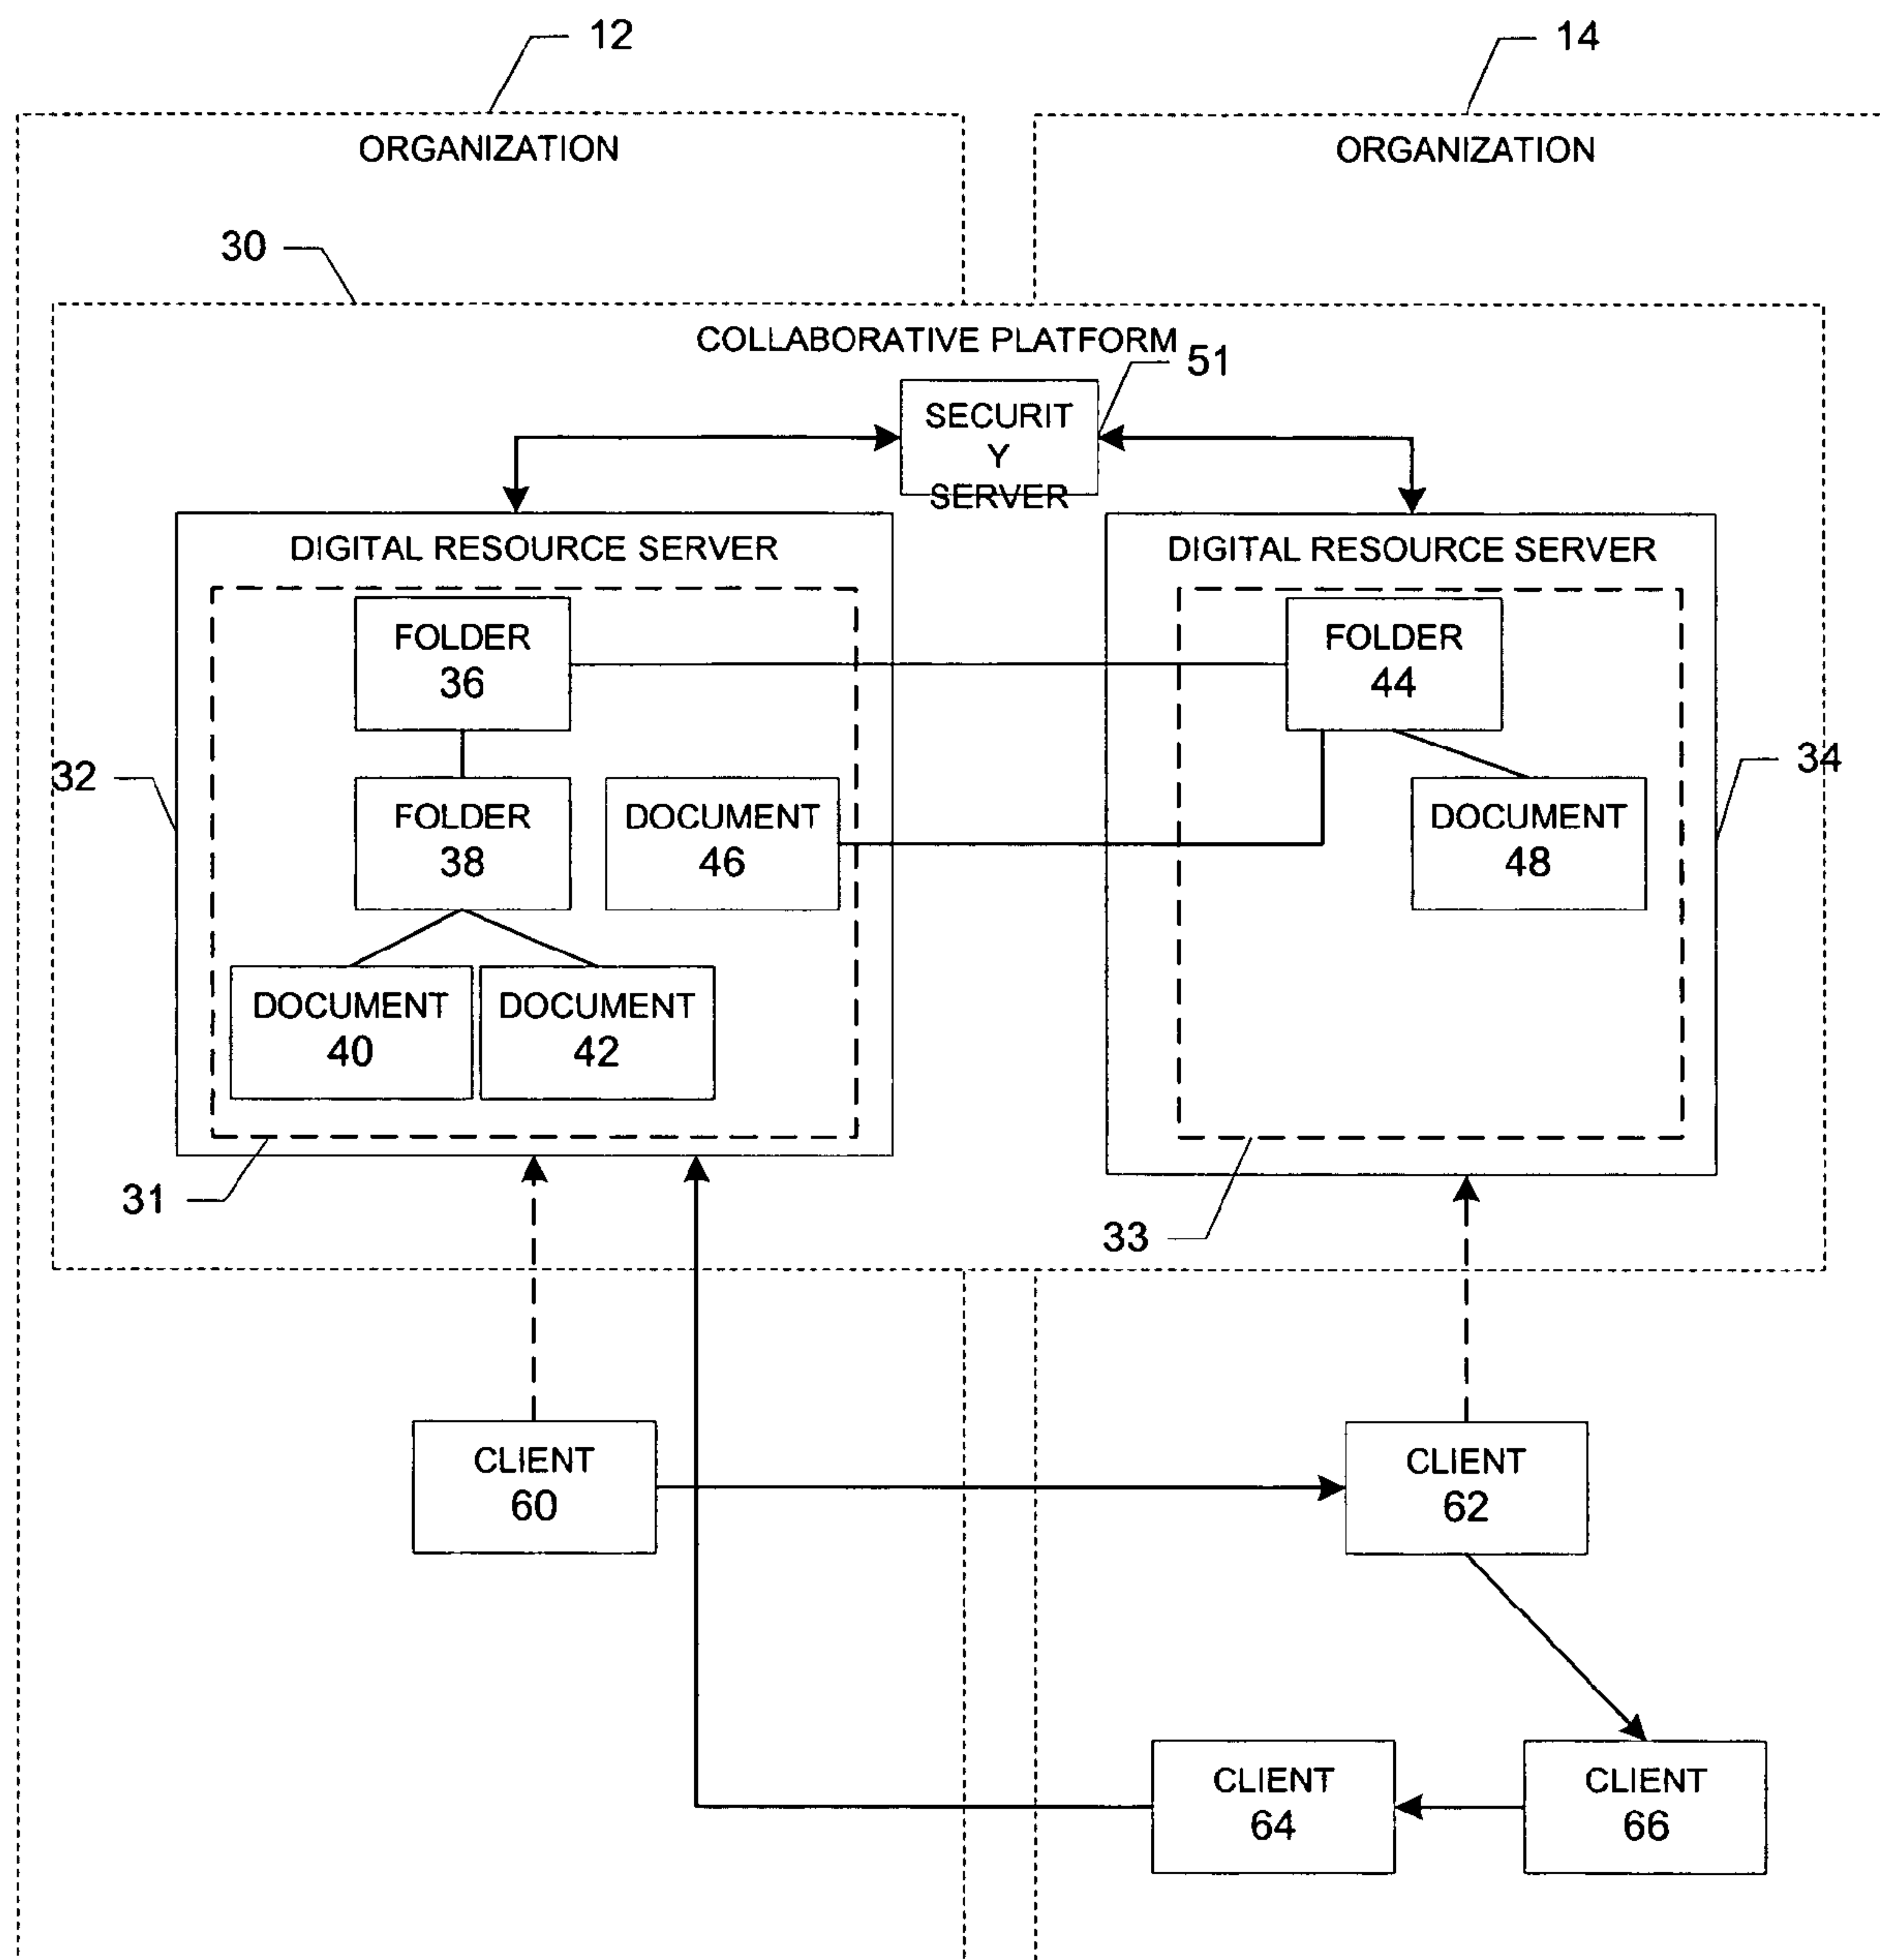 12
14
ORGANIZATION
ORGANIZATION
30
COLLABORATIVE PLATFORM
51
SECURIT
Y
SERVER
DIGITAL RESOURCE SERVER
DIGITAL RESOURCE SERVER
FOLDER
36
FOLDER
44
32
34
FOLDER
38
DOCUMENT
46
DOCUMENT
48
DOCUMENT
40
DOCUMENT
42
31
33
CLIENT
60
CLIENT
62
CLIENT
64
CLIENT
66